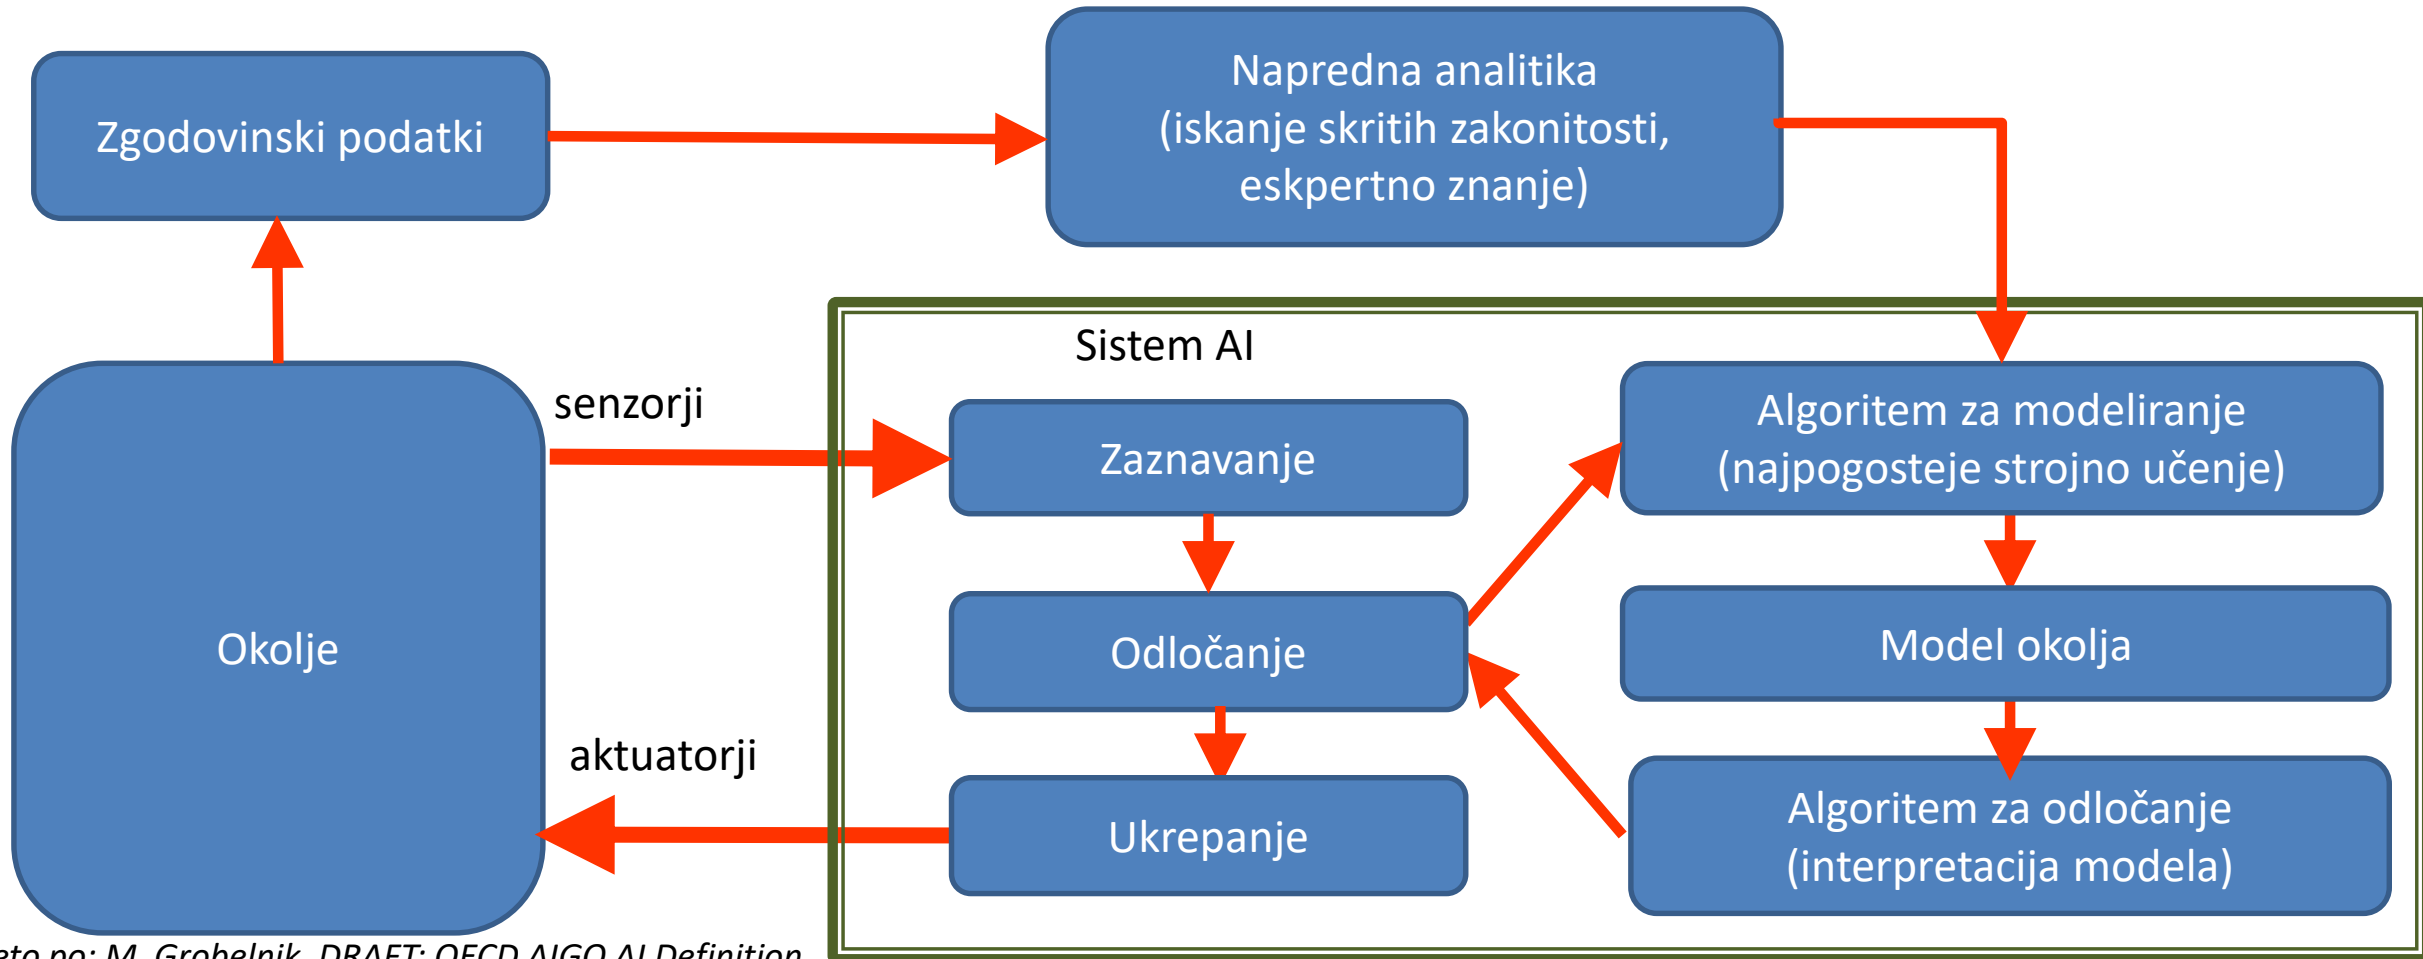 Zgodovinski podatki
Napredna analitika
(iskanje skritih zakonitosti,
eskpertno znanje)
Sistem AI
senzorji
Zaznavanje
Algoritem za modeliranje
(najpogosteje strojno učenje)
Okolje
Odločanje
Model okolja
aktuatorji
Ukrepanje
Algoritem za odločanje
(interpretacija modela)
po: M. Grobelnik, DRAFT: OECD AIGO AI Definition